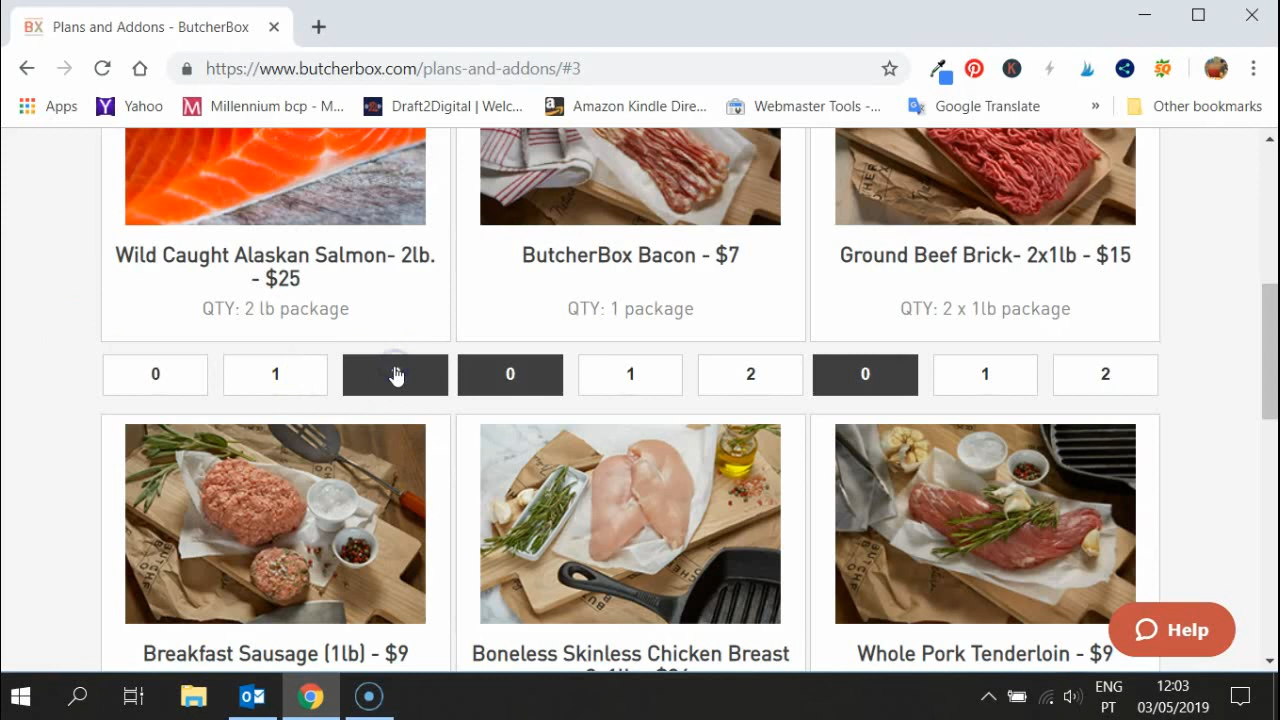 BX Plans and Addons - ButcherBox
https://www.butcherbox.com/plans-and-addons/#3
Apps
Yahoo
Millennium bcp - M...
Draft2Digital | Welc...
Amazon Kindle Dire...
Webmaster Tools -...
Google Translate
»
Other bookmarks
Wild Caught Alaskan Salmon- 2lb.
- $25
QTY: 2 lb package
ButcherBox Bacon - $7
QTY: 1 package
Ground Beef Brick- 2x1lb - $15
QTY: 2 x 1lb package
0 1 0 1 2 0 1 2
Breakfast Sausage (1lb) - $9
Boneless Skinless Chicken Breast
Whole Pork Tenderloin - $9
Help
ENG
PT
12:03
03/05/2019